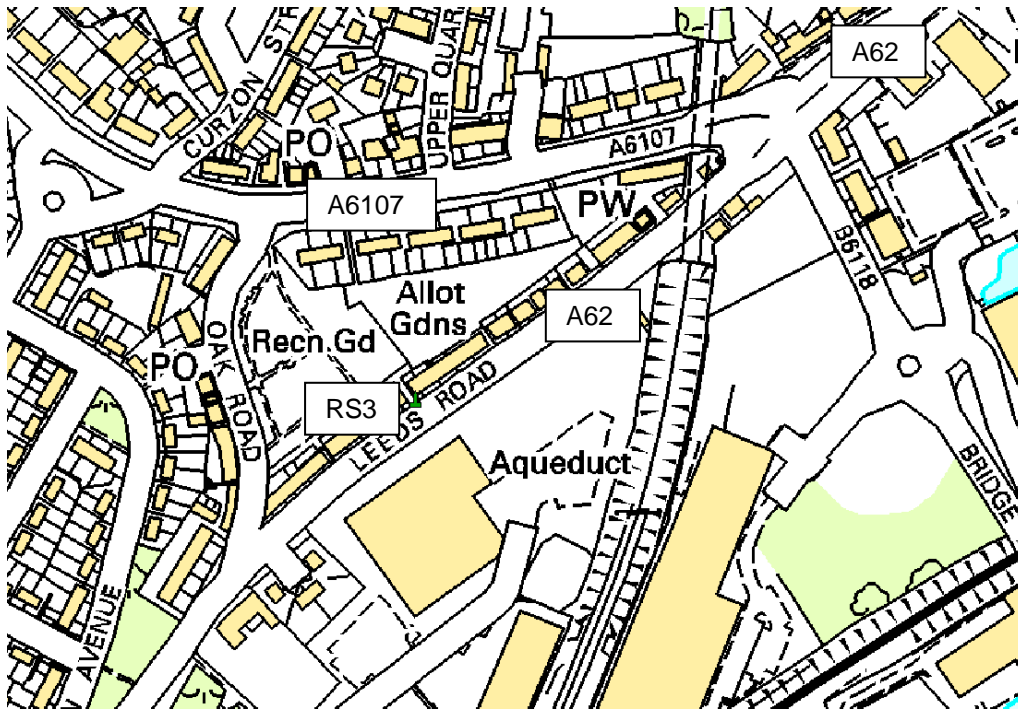 A62
CURZON STR
UPPER QUAR
PO
A6107
A6107
PW
B6118
Allot
Gdns
A62
Recn.Gd
OAK ROAD
PO
RS3
LEEDS ROAD
Aqueduct
BRIDGE
AVENUE